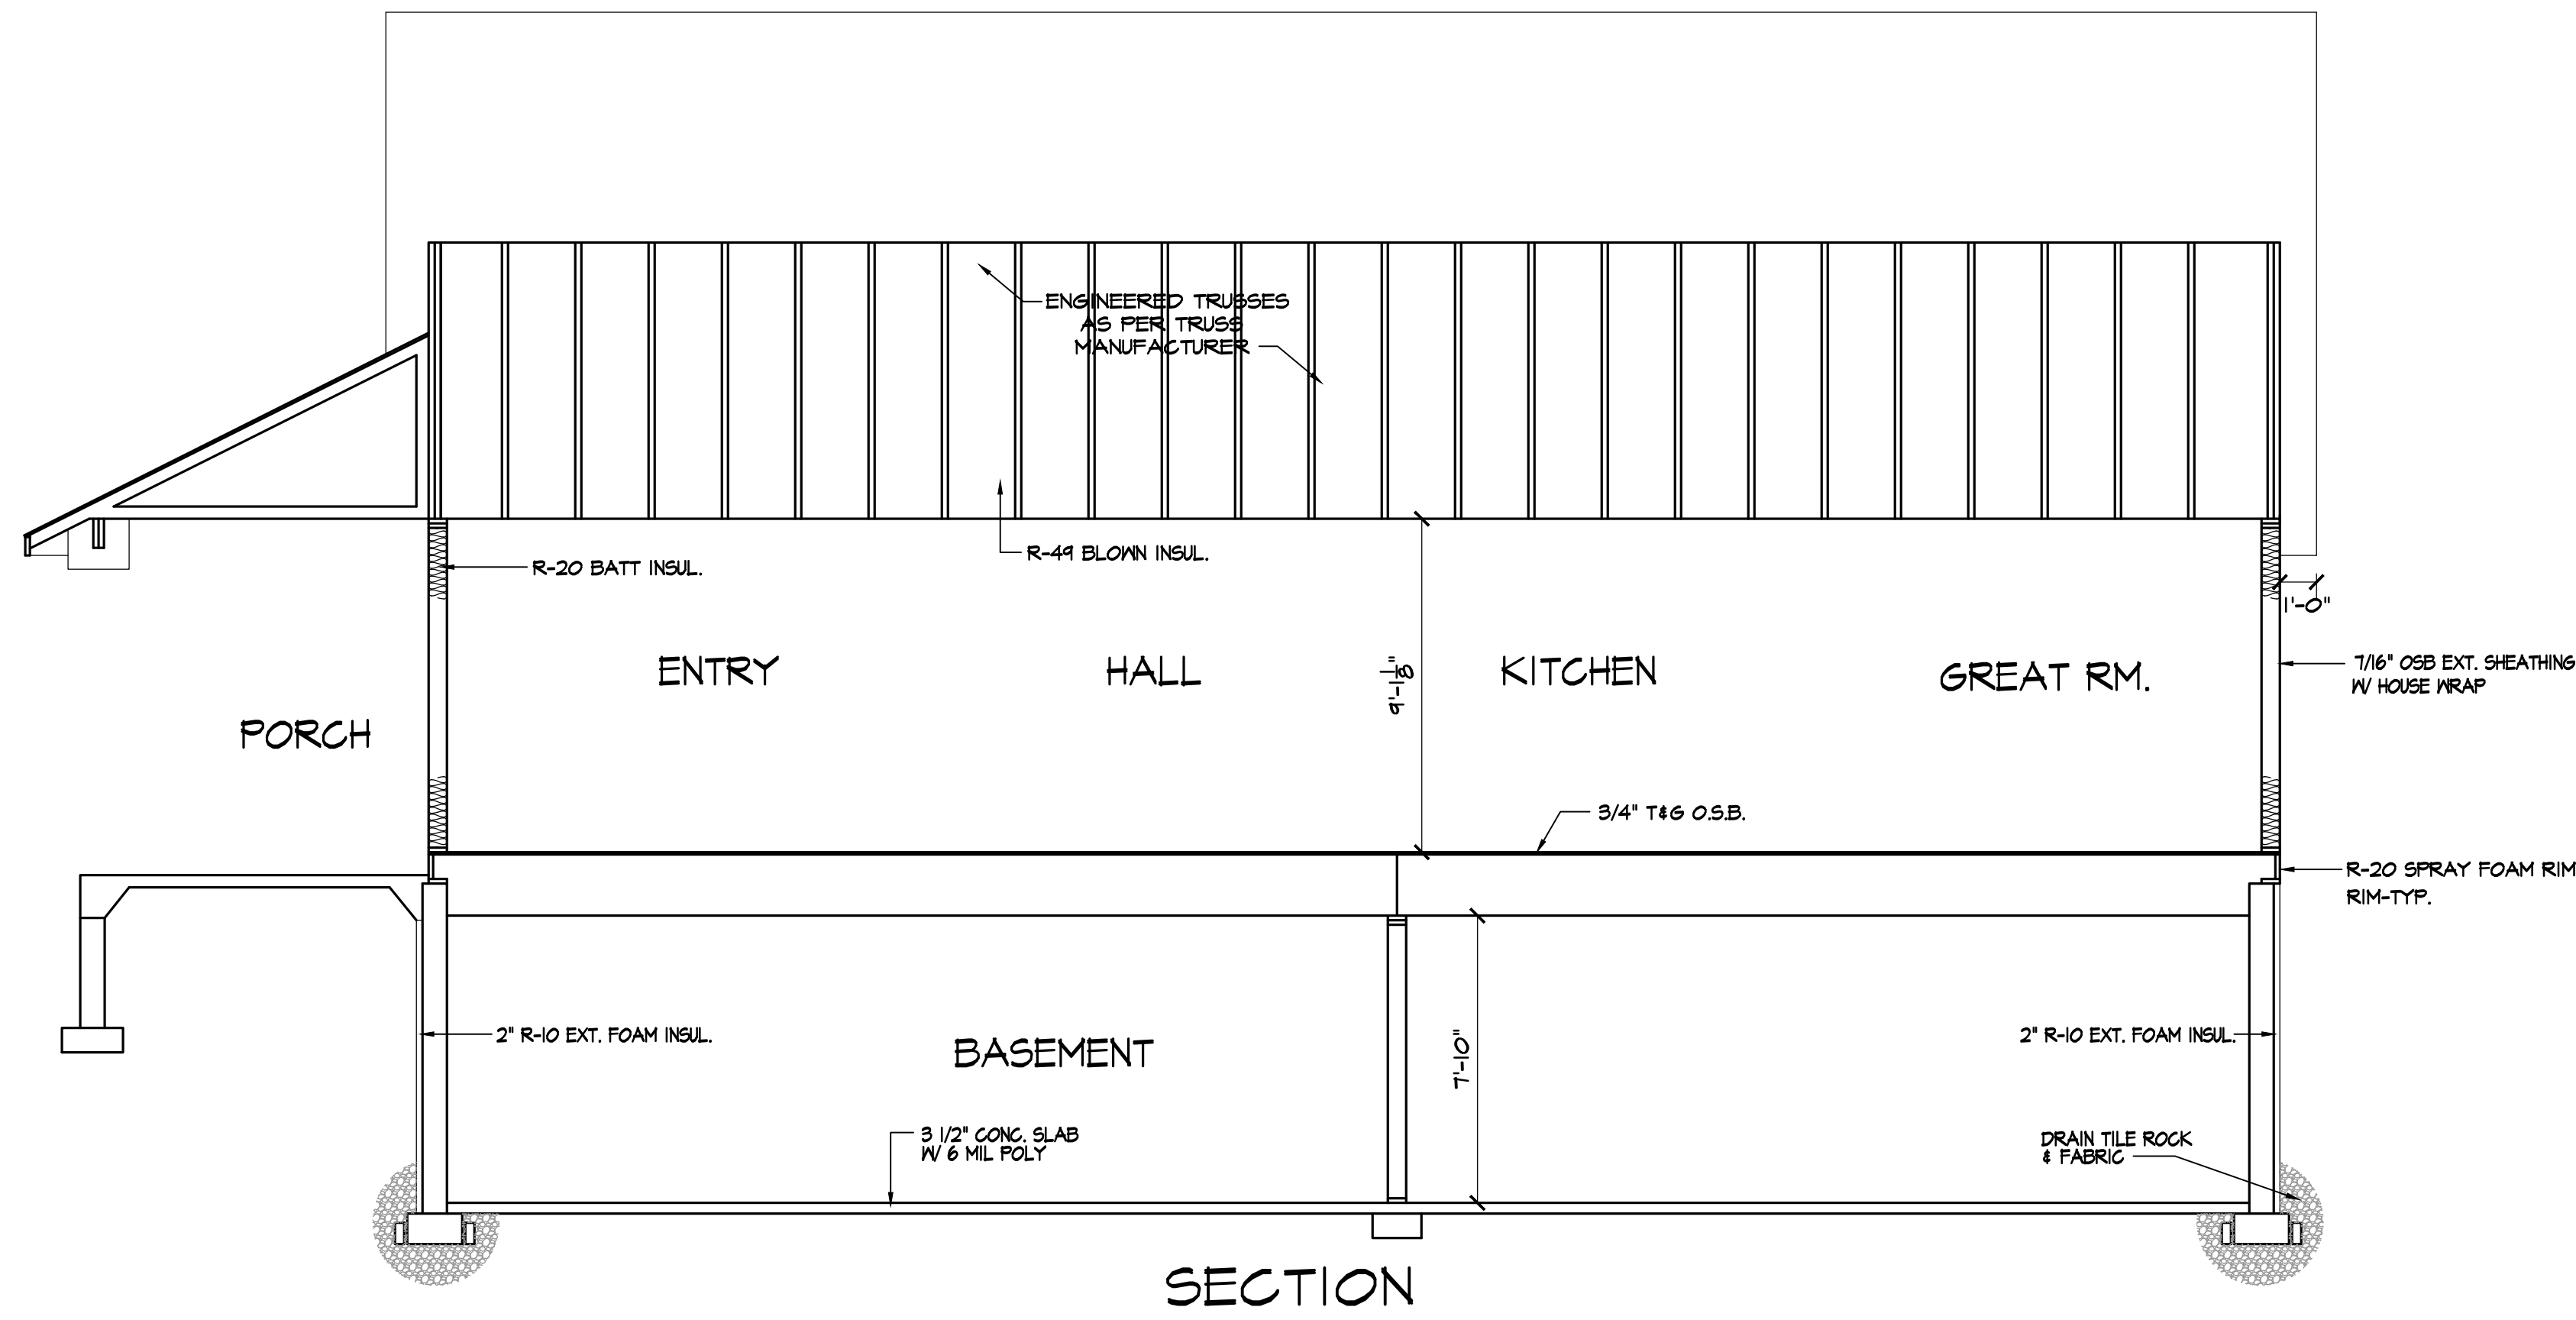 ENGINEERED TRUSSES
AS PER TRUSS
MANUFACTURER
R-20 BATT INSUL.
R-49 BLOWN INSUL.
1'-0"
ENTRY
HALL
9'-1 1/8"
KITCHEN
GREAT RM.
7/16" OSB EXT. SHEATHING
W/ HOUSE WRAP
PORCH
3/4" T&G O.S.B.
R-20 SPRAY FOAM RIM
RIM-TYP.
2" R-10 EXT. FOAM INSUL.
BASEMENT
7'-10"
2" R-10 EXT. FOAM INSUL.
3 1/2" CONC. SLAB
W/ 6 MIL POLY
DRAIN TILE ROCK
& FABRIC
SECTION